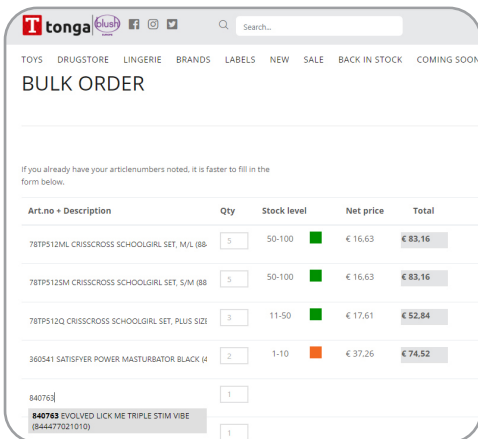 T tonga blush
Search...
TOYS DRUGSTORE LINGERIE BRANDS LABELS NEW SALE BACK IN STOCK COMING SOON
BULK ORDER
If you already have your articlenumbers noted, it is faster to fill in the
form below.
Art.no + Description Qty Stock level Net price Total
78TP512ML CRISSCROSS SCHOOLGIRL SET, M/L (88- 5 50-100 € 16,63 € 83,16
78TP512SM CRISSCROSS SCHOOLGIRL SET, S/M (88 5 50-100 € 16,63 € 83,16
78TP512Q CRISSCROSS SCHOOLGIRL SET, PLUS SIZE 3 11-50 € 17,61 € 52,84
360541 SATISFYER POWER MASTURBATOR BLACK (4 2 1-10 € 37,26 € 74,52
840763 1
840763 EVOLVED LICK ME TRIPLE STIM VIBE
(844477021010)
1